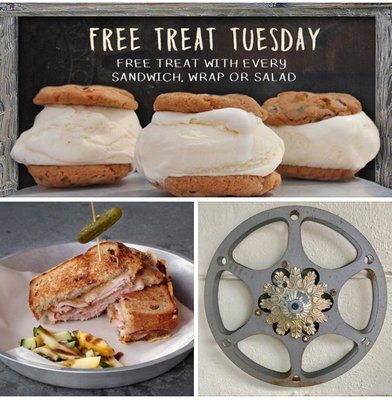 FREE TREAT TUESDAY
FREE TREAT WITH EVERY
SANDWICH, WRAP OR SALAD